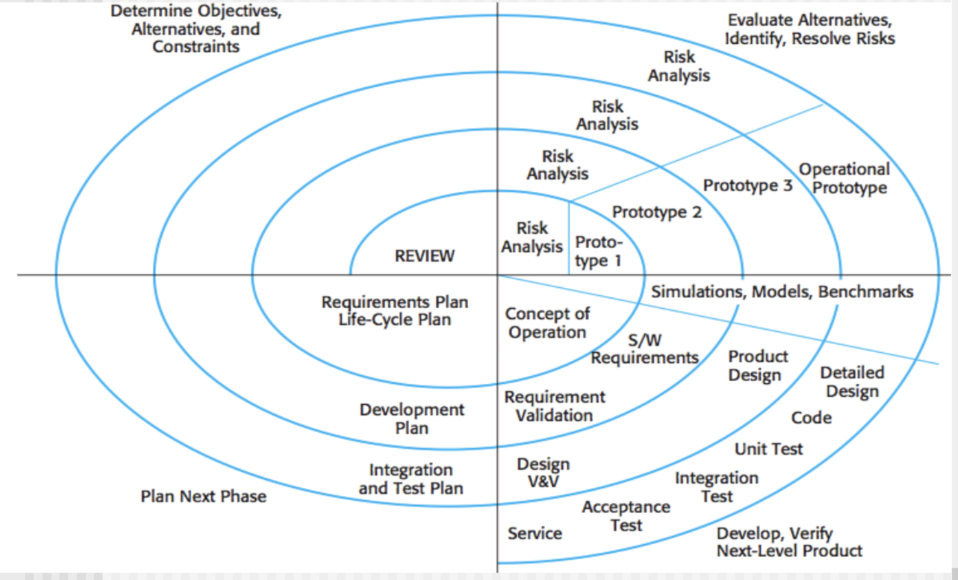 Determine Objectives,
Alternatives, and
Constraints
Evaluate Alternatives,
Identify, Resolve Risks
Risk
Analysis
Risk
Analysis
Risk
Analysis
Risk
Analysis
Proto-
type 1
Prototype 2
Prototype 3
Operational
Prototype
REVIEW
Requirements Plan
Life-Cycle Plan
Concept of
Operation
Simulations, Models, Benchmarks
S/W
Requirements
Product
Design
Detailed
Design
Development
Plan
Requirement
Validation
Code
Unit Test
Integration
and Test Plan
Design
V&V
Integration
Test
Acceptance
Test
Service
Plan Next Phase
Develop, Verify
Next-Level Product